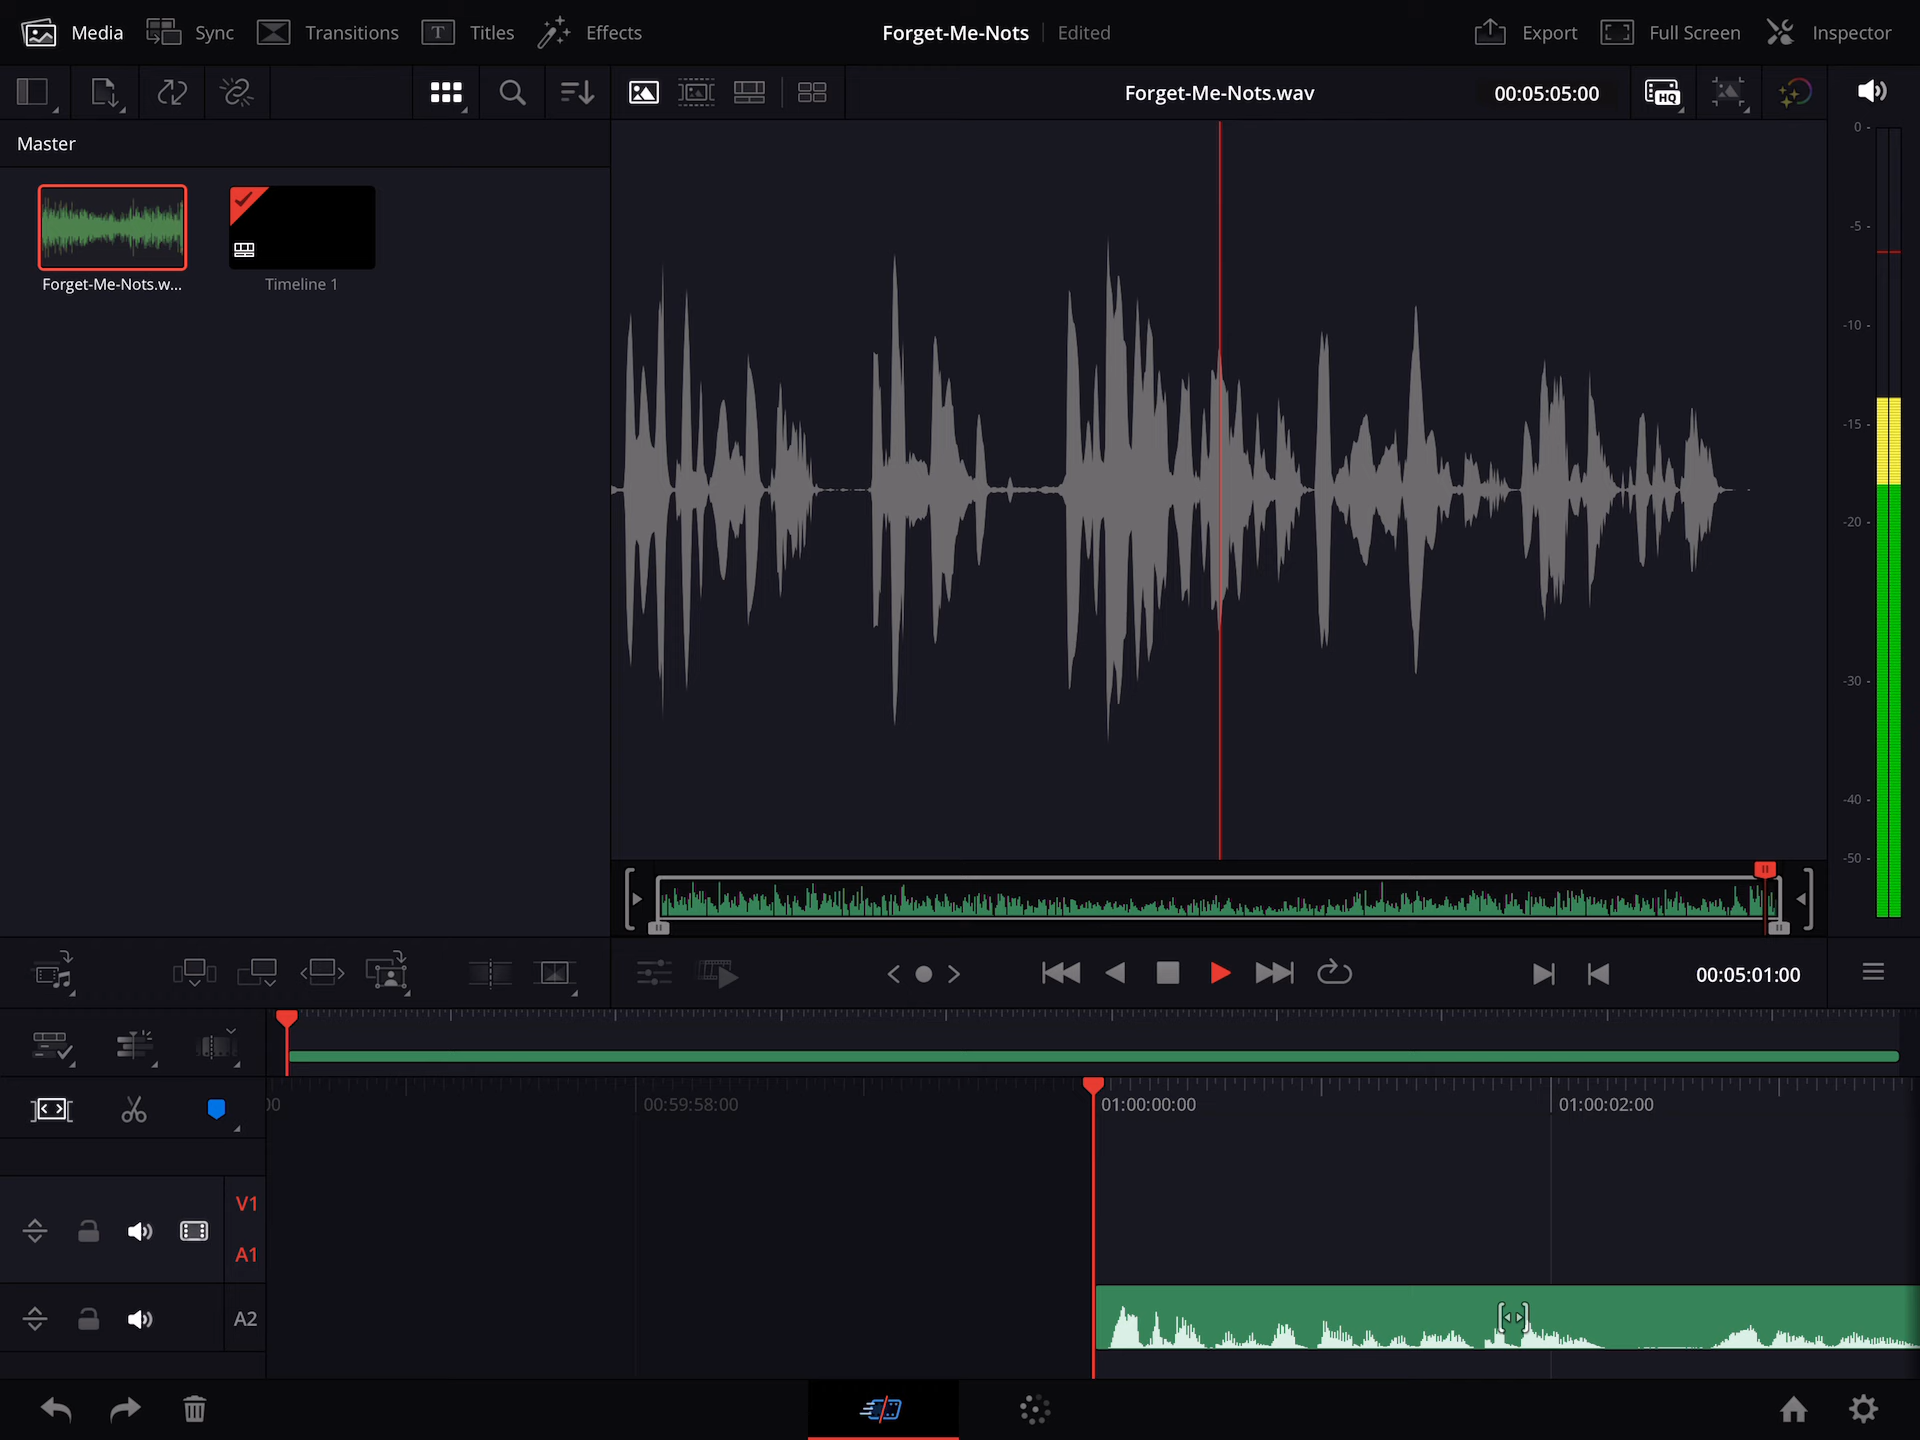 Media Sync Transitions Titles Effects Forget-Me-Nots Edited Export Full Screen Inspector
Forget-Me-Nots.wav 00:05:05:00 HQ
Master
Forget-Me-Nots.w...
Timeline 1
0
-5
-10
-15
-20
-30
-40
-50
00:05:01:00
00 00:59:58:00 01:00:00:00 01:00:02:00
V1
A1
A2